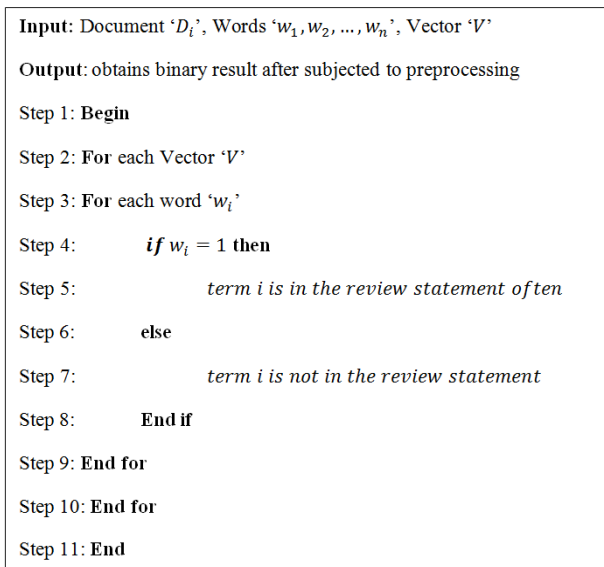 Input: Document ‘Dᵢ’, Words ‘w₁, w₂, …, wₙ’, Vector ‘V’
Output: obtains binary result after subjected to preprocessing
Step 1: Begin
Step 2: For each Vector ‘V’
Step 3: For each word ‘wᵢ’
Step 4: if wᵢ = 1 then
Step 5: term i is in the review statement often
Step 6: else
Step 7: term i is not in the review statement
Step 8: End if
Step 9: End for
Step 10: End for
Step 11: End